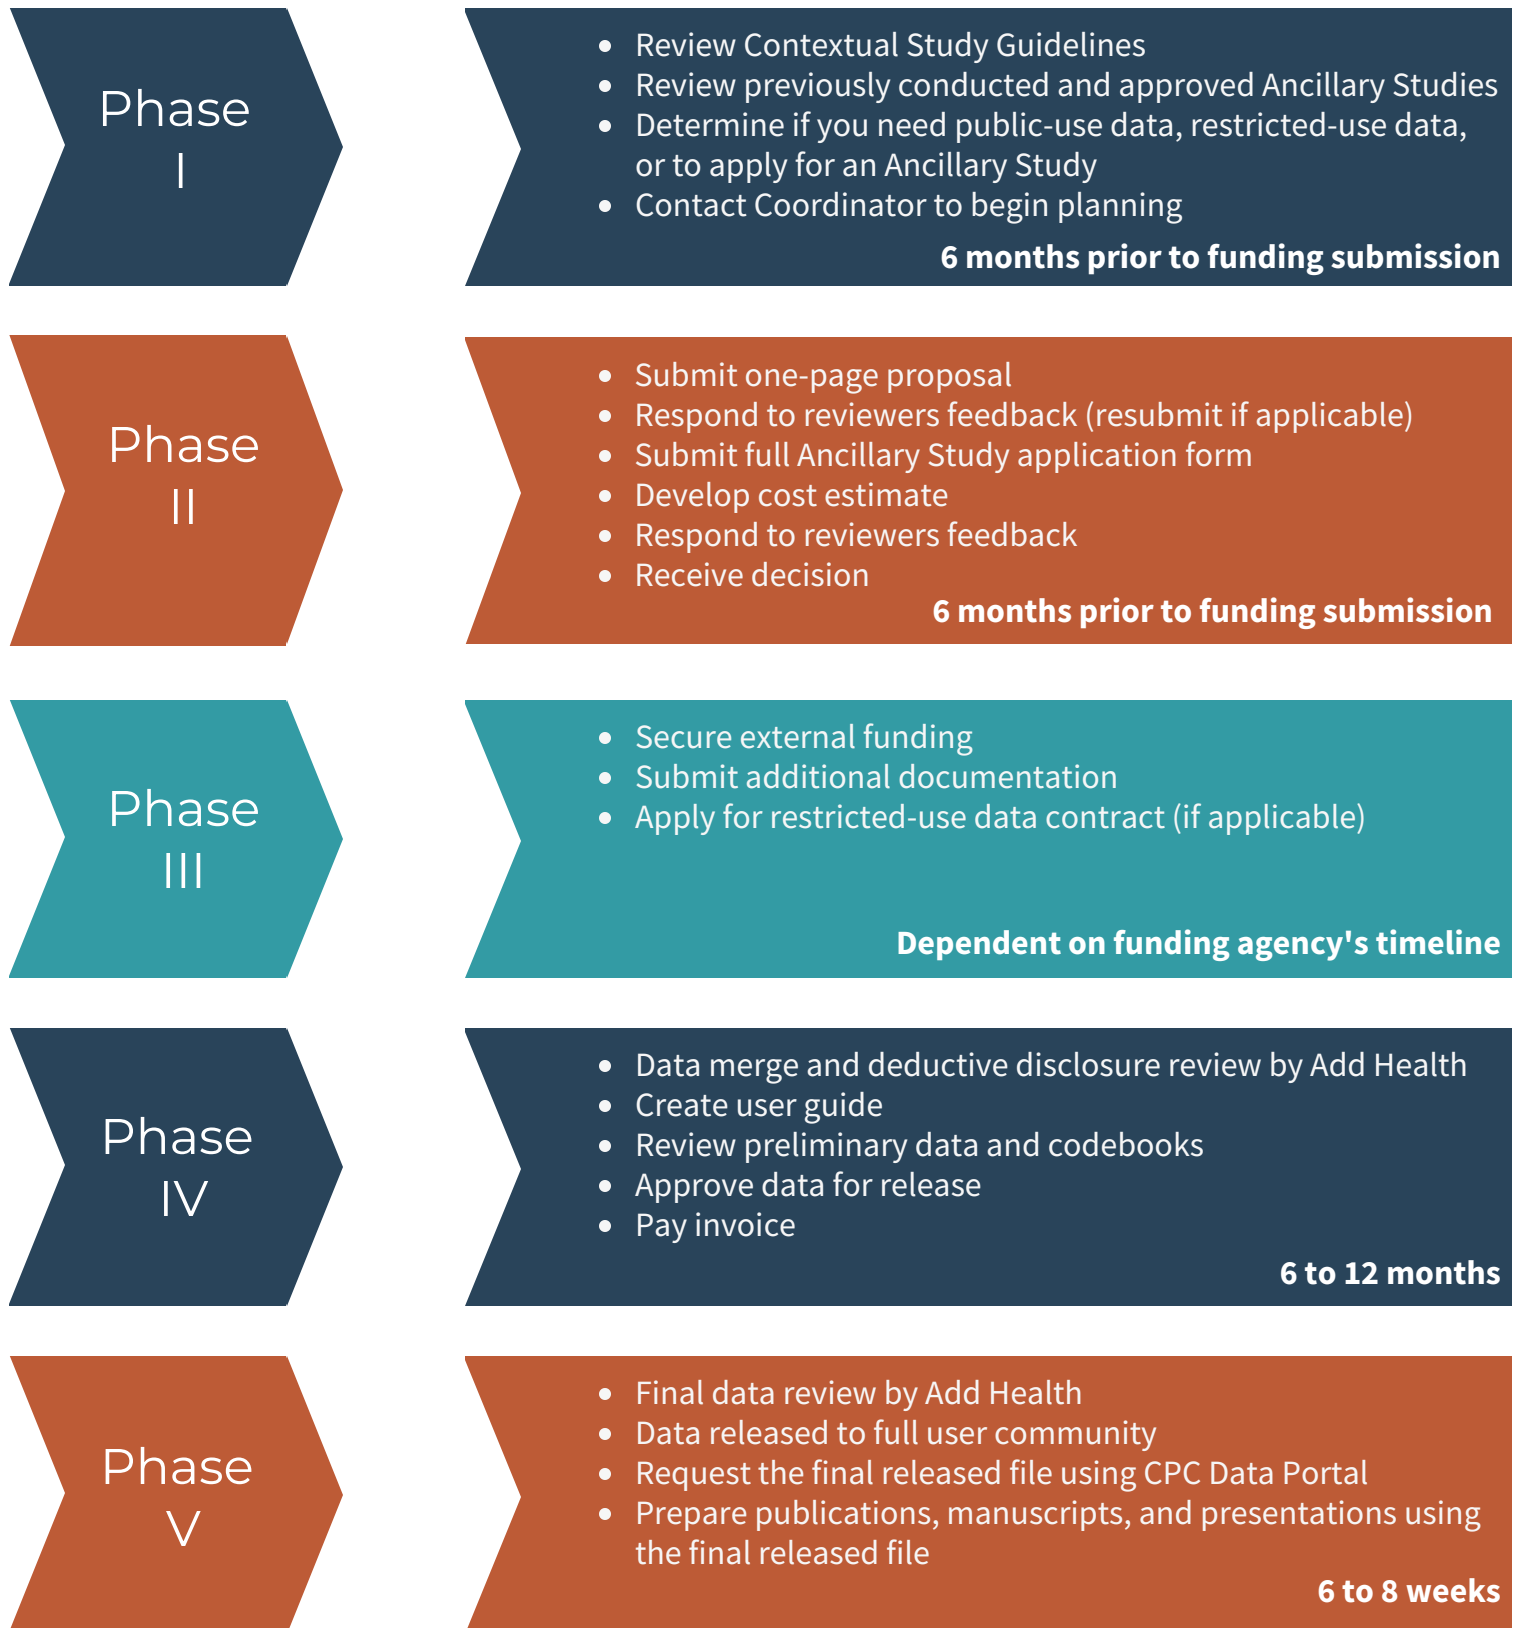 Phase
I
• Review Contextual Study Guidelines
• Review previously conducted and approved Ancillary Studies
• Determine if you need public-use data, restricted-use data,
or to apply for an Ancillary Study
• Contact Coordinator to begin planning
6 months prior to funding submission
Phase
II
• Submit one-page proposal
• Respond to reviewers feedback (resubmit if applicable)
• Submit full Ancillary Study application form
• Develop cost estimate
• Respond to reviewers feedback
• Receive decision
6 months prior to funding submission
Phase
III
• Secure external funding
• Submit additional documentation
• Apply for restricted-use data contract (if applicable)
Dependent on funding agency's timeline
Phase
IV
• Data merge and deductive disclosure review by Add Health
• Create user guide
• Review preliminary data and codebooks
• Approve data for release
• Pay invoice
6 to 12 months
Phase
V
• Final data review by Add Health
• Data released to full user community
• Request the final released file using CPC Data Portal
• Prepare publications, manuscripts, and presentations using
the final released file
6 to 8 weeks